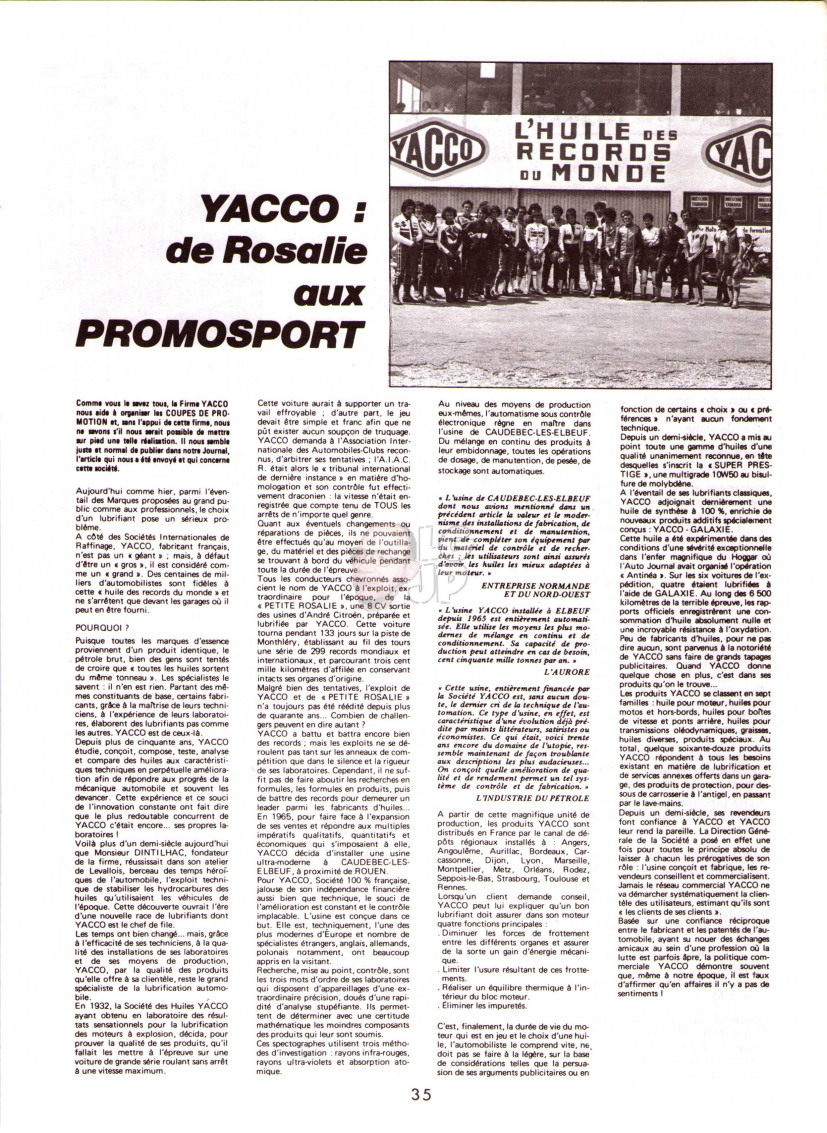 YACCO
L'HUILE DES
RECORDS
DU MONDE
YAC
YACCO :
de Rosalie
aux
PROMOSPORT
Comme vous le savez tous, la Firme YACCO
nous aide à organiser les COUPES DE PRO-
MOTION et, sans l'appui de cette firme, nous
ne savons s'il nous serait possible de mettre
sur pied une telle réalisation. Il nous semble
juste et normal de publier dans notre Journal,
l'article qui nous a été envoyé et qui concerne
cette société.
Aujourd'hui comme hier, parmi l'éven-
tail des Marques proposées au grand pu-
blic comme aux professionnels, le choix
d'un lubrifiant pose un sérieux pro-
blème.
A côté des Sociétés Internationales de
Raffinage, YACCO, fabricant français,
n'est pas un « géant » ; mais, à défaut
d'être un « gros », il est considéré com-
me un « grand ». Des centaines de mil-
liers d'automobilistes sont fidèles à
cette « huile des records du monde » et
ne s'arrêtent que devant les garages où il
peut en être fourni.
POURQUOI ?
Puisque toutes les marques d'essence
proviennent d'un produit identique, le
pétrole brut, bien des gens sont tentés
de croire que « toutes les huiles sortent
du même tonneau ». Les spécialistes le
savent : il n'en est rien. Partant des mê-
mes constituants de base, certains fabri-
cants, grâce à la maîtrise de leurs techni-
ciens, à l'expérience de leurs laboratoi-
res, élaborent des lubrifiants pas comme
les autres. YACCO est de ceux-là.
Depuis plus de cinquante ans, YACCO
étudie, conçoit, compose, teste, analyse
et compare des huiles aux caractéristi-
ques techniques en perpétuelle améliora-
tion afin de répondre aux progrès de la
mécanique automobile et souvent les
devancer. Cette expérience et ce souci
de l'innovation constante ont fait dire
que le plus redoutable concurrent de
YACCO c'était encore... ses propres la-
boratoires !
Voilà plus d'un demi-siècle aujourd'hui
que Monsieur DINTILHAC, fondateur
de la firme, réussissait dans son atelier
de Levallois, berceau des temps héroï-
ques de l'automobile, l'exploit techni-
que de stabiliser les hydrocarbures des
huiles qu'utilisaient les véhicules de
l'époque. Cette découverte ouvrait l'ère
d'une nouvelle race de lubrifiants dont
YACCO est le chef de file.
Les temps ont bien changé... mais, grâce
à l'efficacité de ses techniciens, à la qua-
lité des installations de ses laboratoires
et de ses moyens de production,
YACCO, par la qualité des produits
qu'elle offre à sa clientèle, reste le grand
spécialiste de la lubrification automo-
bile.
En 1932, la Société des Huiles YACCO
ayant obtenu en laboratoire des résul-
tats sensationnels pour la lubrification
des moteurs à explosion, décida, pour
prouver la qualité de ses produits, qu'il
fallait les mettre à l'épreuve sur une
voiture de grande série roulant sans arrêt
à une vitesse maximum.
Cette voiture aurait à supporter un tra-
vail effroyable ; d'autre part, le jeu
devait être simple et franc afin que ne
pût exister aucun soupçon de truquage.
YACCO demanda à l'Association Inter-
nationale des Automobiles-Clubs recon-
nus, d'arbitrer ses tentatives ; l'A.I.A.C.
R. était alors le « tribunal international
de dernière instance » en matière d'ho-
mologation et son contrôle fut effecti-
vement draconien : la vitesse n'était en-
registrée que compte tenu de TOUS les
arrêts de n'importe quel genre.
Quant aux éventuels changements ou
réparations de pièces, ils ne pouvaient
être effectués qu'au moyen de l'outilla-
ge, du matériel et des pièces de rechange
se trouvant à bord du véhicule pendant
toute la durée de l'épreuve.
Tous les conducteurs chevronnés asso-
cient le nom de YACCO à l'exploit, ex-
traordinaire pour l'époque, de la
« PETITE ROSALIE », une 8 CV sortie
des usines d'André Citroën, préparée et
lubrifiée par YACCO. Cette voiture
tourna pendant 133 jours sur la piste de
Monthléry, établissant au fil des tours
une série de 299 records mondiaux et
internationaux, et parcourant trois cent
mille kilomètres d'affilée en conservant
intacts ses organes d'origine.
Malgré bien des tentatives, l'exploit de
YACCO et de « PETITE ROSALIE »
n'a toujours pas été réédité depuis plus
de quarante ans... Combien de challen-
gers peuvent en dire autant ?
YACCO a battu et battra encore bien
des records ; mais les exploits ne se dé-
roulent pas tant sur les anneaux de com-
pétition que dans le silence et la rigueur
de ses laboratoires. Cependant, il ne suf-
fit pas de faire aboutir les recherches en
formules, les formules en produits, puis
de battre des records pour demeurer un
leader parmi les fabricants d'huiles...
En 1965, pour faire face à l'expansion
de ses ventes et répondre aux multiples
impératifs qualitatifs, quantitatifs et
économiques qui s'imposaient à elle,
YACCO décida d'installer une usine
ultra-moderne à CAUDEBEC-LES-
ELBEUF, à proximité de ROUEN.
Pour YACCO, Société 100 % française,
jalouse de son indépendance financière
aussi bien que technique, le souci de
l'amélioration est constant et le contrôle
implacable. L'usine est conçue dans ce
but. Elle est, techniquement, l'une des
plus modernes d'Europe et nombre de
spécialistes étrangers, anglais, allemands,
polonais notamment, ont beaucoup
appris en la visitant.
Recherche, mise au point, contrôle, sont
les trois mots d'ordre de ses laboratoires
qui disposent d'appareillages d'une ex-
traordinaire précision, doués d'une rapi-
dité d'analyse stupéfiante. Ils permet-
tent de déterminer avec une certitude
mathématique les moindres composants
des produits qui leur sont soumis.
Ces spectographes utilisent trois métho-
des d'investigation : rayons infra-rouges,
rayons ultra-violets et absorption ato-
mique.
Au niveau des moyens de production
eux-mêmes, l'automatisme sous contrôle
électronique règne en maître dans
l'usine de CAUDEBEC-LES-ELBEUF.
Du mélange en continu des produits à
leur embidonnage, toutes les opérations
de dosage, de manutention, de pesée, de
stockage sont automatiques.
« L'usine de CAUDEBEC-LES-ELBEUF
dont nous avions mentionné dans un
précédent article la valeur et le moder-
nisme des installations de fabrication, de
conditionnement et de manutention,
vient de compléter son équipement par
du matériel de contrôle et de recher-
ches ; les utilisateurs sont ainsi assurés
d'avoir les huiles les mieux adaptées à
leur moteur. »
ENTREPRISE NORMANDE
ET DU NORD-OUEST
« L'usine YACCO installée à ELBEUF
depuis 1965 est entièrement automati-
sée. Elle utilise les moyens les plus mo-
dernes de mélange en continu et de
conditionnement. Sa capacité de pro-
duction peut atteindre en cas de besoin,
cent cinquante mille tonnes par an. »
L'AURORE
« Cette usine, entièrement financée par
la Société YACCO est, sans aucun dou-
te, le dernier cri de la technique de l'au-
tomation. Ce type d'usine, en effet, est
caractéristique d'une évolution déjà pré-
dite par maints littérateurs, satiristes ou
économistes. Ce qui était, voici trente
ans encore du domaine de l'utopie, res-
semble maintenant de façon troublante
aux descriptions les plus audacieuses...
On conçoit quelle amélioration de qua-
lité et de rendement permet un tel sys-
tème de contrôle et de fabrication. »
L'INDUSTRIE DU PÉTROLE
A partir de cette magnifique unité de
production, les produits YACCO sont
distribués en France par le canal de dé-
pôts régionaux installés à : Angers,
Angoulême, Aurillac, Bordeaux, Car-
cassonne, Dijon, Lyon, Marseille,
Montpellier, Metz, Orléans, Rodez,
Seppois-le-Bas, Strasbourg, Toulouse et
Rennes.
Lorsqu'un client demande conseil,
YACCO peut lui expliquer qu'un bon
lubrifiant doit assurer dans son moteur
quatre fonctions principales :
. Diminuer les forces de frottement
entre les différents organes et assurer
de la sorte un gain d'énergie mécani-
que.
. Limiter l'usure résultant de ces frotte-
ments.
. Réaliser un équilibre thermique à l'in-
térieur du bloc moteur.
. Éliminer les impuretés.
C'est, finalement, la durée de vie du mo-
teur qui est en jeu et le choix d'une hui-
le, l'automobiliste le comprend vite, ne
doit pas se faire à la légère, sur la base
de considérations telles que la persua-
sion de ses arguments publicitaires ou en
fonction de certains « choix » ou « pré-
férences » n'ayant aucun fondement
technique.
Depuis un demi-siècle, YACCO a mis au
point toute une gamme d'huiles d'une
qualité unanimement reconnue, en tête
desquelles s'inscrit la « SUPER PRES-
TIGE », une multigrade 10W50 au bisul-
fure de molybdène.
A l'éventail de ses lubrifiants classiques,
YACCO adjoignait dernièrement une
huile de synthèse à 100 %, enrichie de
nouveaux produits additifs spécialement
conçus : YACCO - GALAXIE.
Cette huile a été expérimentée dans des
conditions d'une sévérité exceptionnelle
dans l'enfer magnifique du Hoggar où
l'Auto Journal avait organisé l'opération
« Antinéa ». Sur les six voitures de l'ex-
pédition, quatre étaient lubrifiées à
l'aide de GALAXIE. Au long des 6 500
kilomètres de la terrible épreuve, les rap-
ports officiels enregistrèrent une con-
sommation d'huile absolument nulle et
une incroyable résistance à l'oxydation.
Peu de fabricants d'huiles, pour ne pas
dire aucun, sont parvenus à la notoriété
de YACCO sans faire de grands tapages
publicitaires. Quand YACCO donne
quelque chose en plus, c'est dans ses
produits qu'on le trouve...
Les produits YACCO se classent en sept
familles : huile pour moteur, huiles pour
motos et hors-bords, huiles pour boîtes
de vitesse et ponts arrière, huiles pour
transmissions oléodynamiques, graisses,
huiles diverses, produits spéciaux. Au
total, quelque soixante-douze produits
YACCO répondent à tous les besoins
existant en matière de lubrification et
de services annexes offerts dans un gara-
ge, des produits de protection, pour des-
sous de carrosserie à l'antigel, en passant
par le lave-mains.
Depuis un demi-siècle, ses revendeurs
font confiance à YACCO et YACCO
leur rend la pareille. La Direction Géné-
rale de la Société a posé en effet une
fois pour toutes le principe absolu de
laisser à chacun les prérogatives de son
rôle : l'usine conçoit et fabrique, les re-
vendeurs conseillent et commercialisent.
Jamais le réseau commercial YACCO ne
va démarcher systématiquement la clien-
tèle des utilisateurs, estimant qu'ils sont
« les clients de ses clients ».
Basée sur une confiance réciproque
entre le fabricant et les patentés de l'au-
tomobile, ayant su nouer des échanges
amicaux au sein d'une profession où la
lutte est parfois âpre, la politique com-
merciale YACCO démontre souvent
que, même à notre époque, il est faux
d'affirmer qu'en affaires il n'y a pas de
sentiments !
35